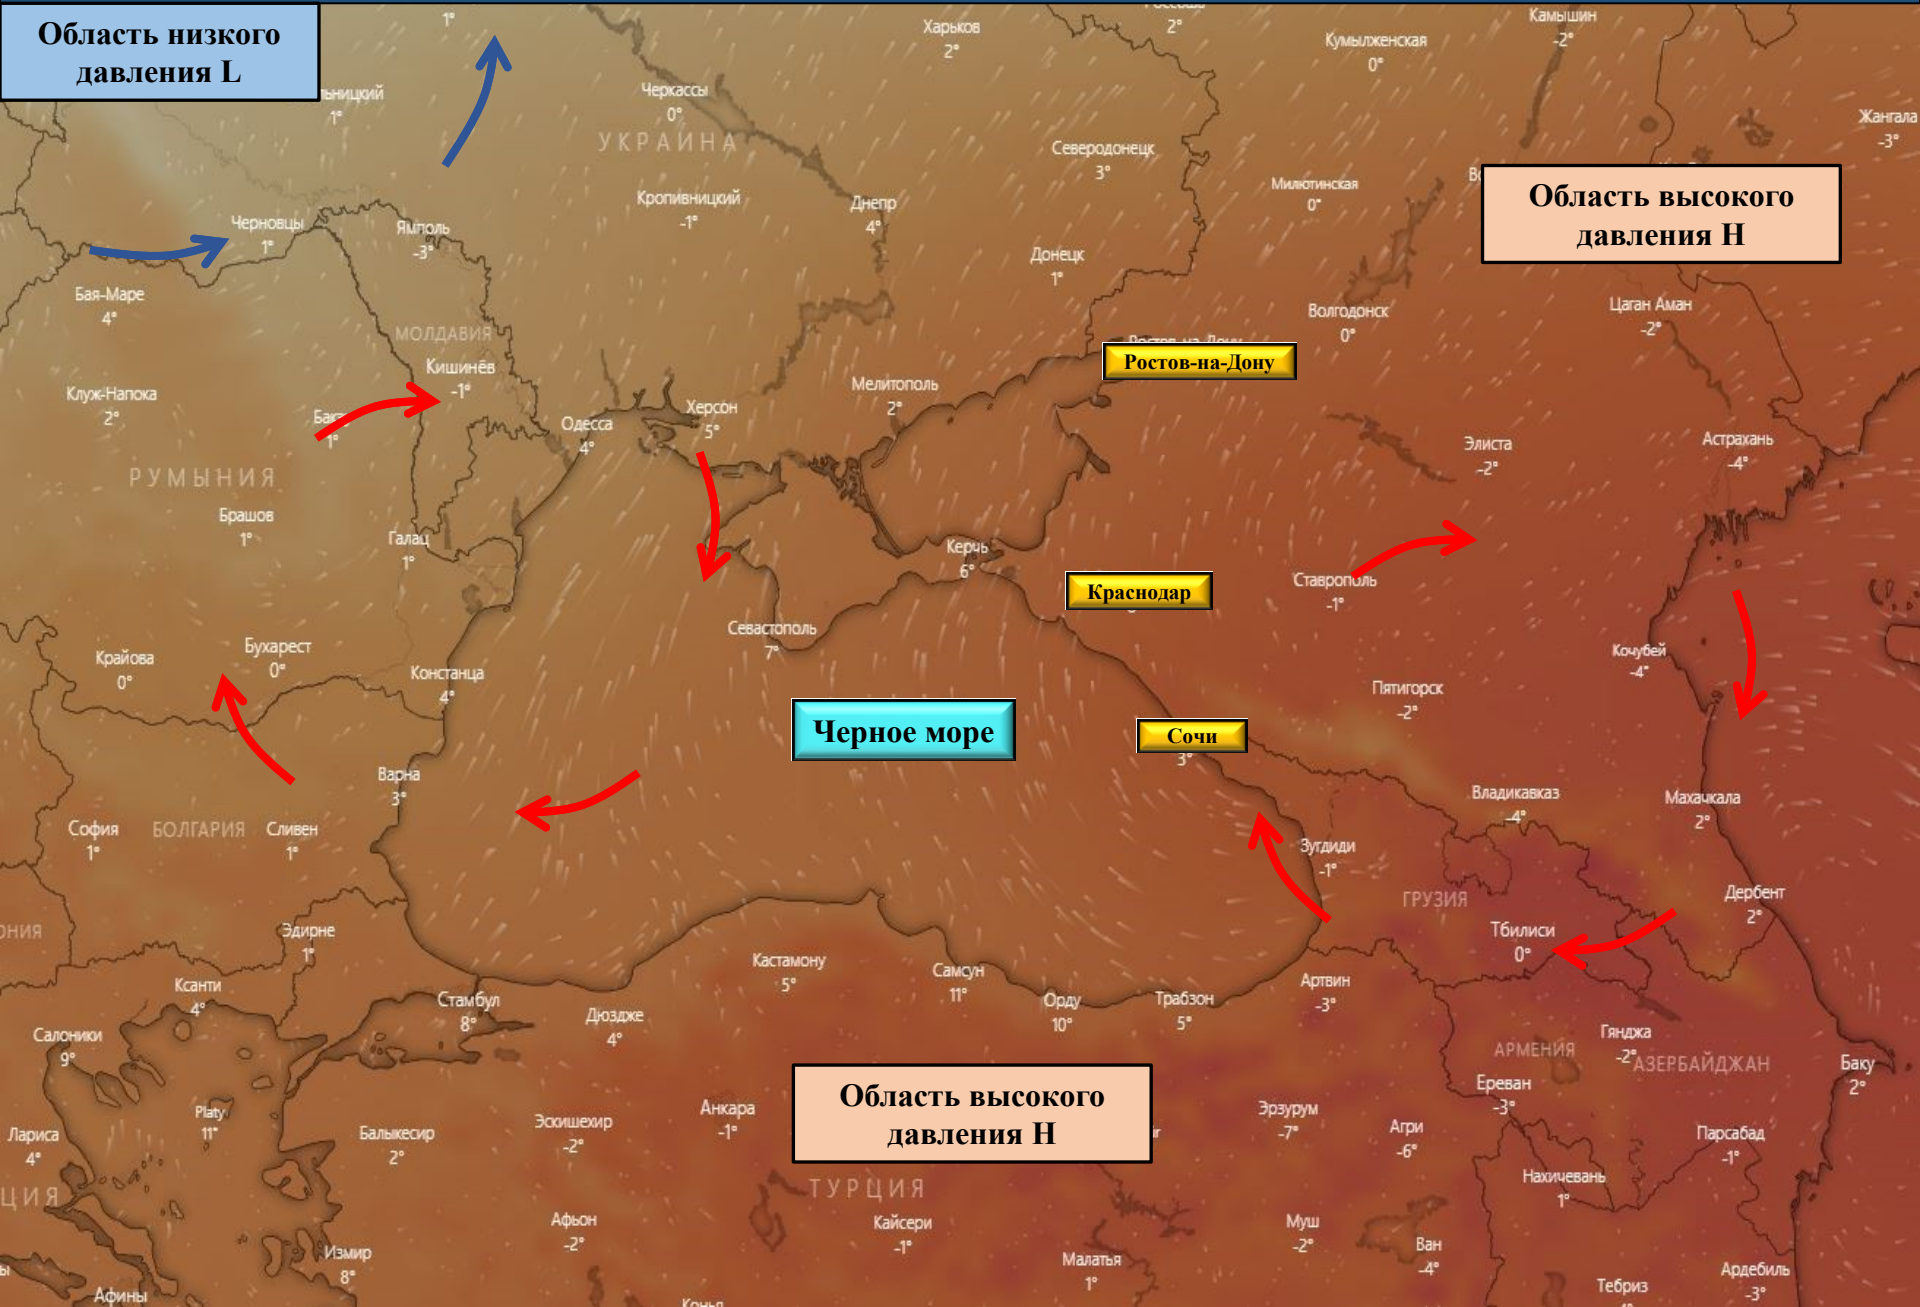 Область низкого
давления L
1°
Харьков
2°
2°
Камышин
-2°
Кумылженская
0°
1°
Черкассы
0°
УКРАИНА
Северодонецк
3°
Жангала
-3°
Милютинская
0°
Область высокого
давления H
Кропивницкий
-1°
Днепр
4°
Черновцы
1°
Ямполь
-3°
Донецк
1°
Бая-Маре
4°
Волгодонск
0°
Цаган Аман
-2°
МОЛДАВИЯ
Кишинёв
-1°
Ростов-на-Дону
Клуж-Напока
2°
1°
Мелитополь
2°
Херсон
5°
Одесса
4°
Элиста
-2°
Астрахань
-4°
РУМЫНИЯ
Брашов
1°
Галац
1°
Керчь
6°
Краснодар
Ставрополь
-1°
Севастополь
7°
Крайова
0°
Бухарест
0°
Констанца
4°
Кочубей
-4°
Пятигорск
-2°
Черное море
Сочи
3°
Варна
3°
Владикавказ
-4°
Махачкала
2°
София
1°
БОЛГАРИЯ
Сливен
1°
Зугдиди
-1°
ГРУЗИЯ
Дербент
2°
Эдирне
1°
Тбилиси
0°
Кастамону
5°
Самсун
11°
Ксанти
4°
Стамбул
8°
Дюздже
4°
Орду
10°
Трабзон
5°
Артвин
-3°
Салоники
9°
Гянджа
-2°
АРМЕНИЯ
АЗЕРБАЙДЖАН
Баку
2°
Ереван
-3°
Область высокого
давления H
Platy
11°
Анкара
-1°
Эскишехир
-2°
Эрзурум
-7°
Агри
-6°
Лариса
4°
Балыкесир
2°
Парсабад
-1°
Нахичевань
1°
ТУРЦИЯ
Афьон
-2°
Кайсери
-1°
Муш
-2°
Ван
-4°
Измир
8°
Малатья
1°
Тебриз
Ардебиль
-3°
Афины
Конья